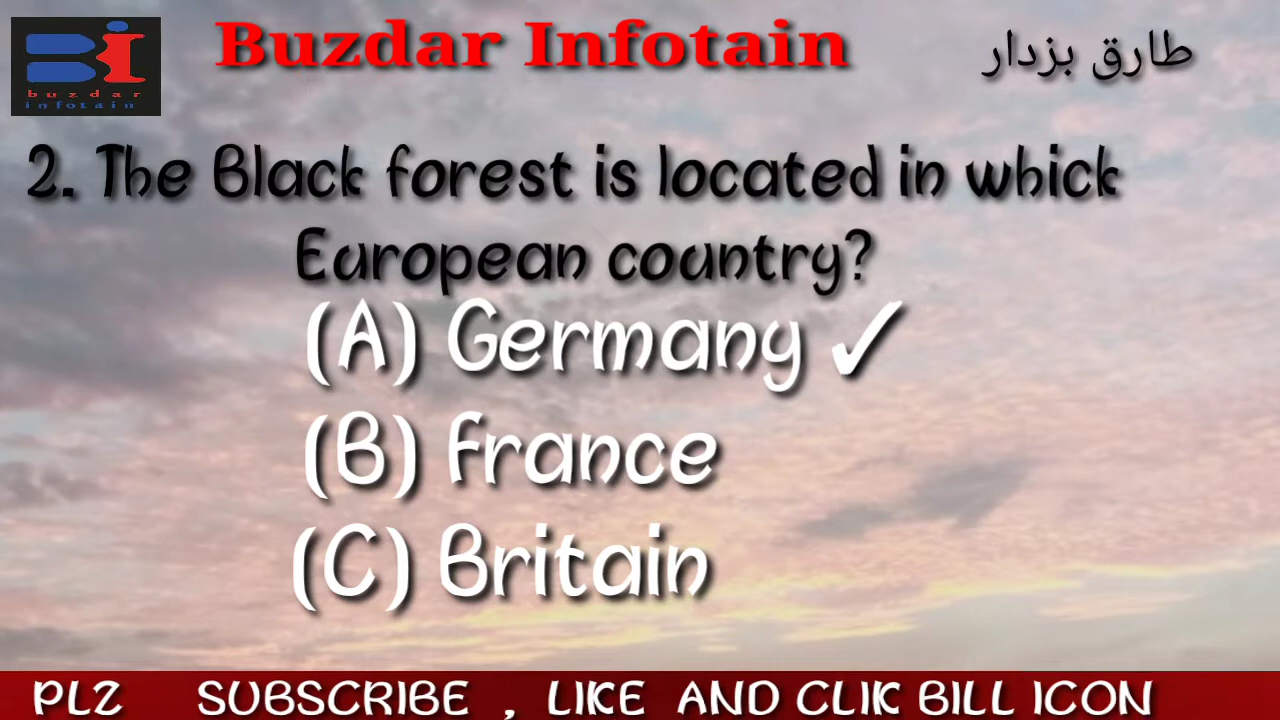 Buzdar Infotain
طارق بزدار
buzdar
infotain
2. The Black forest is located in whick
European country?
(A) Germany ✓
(B) France
(C) Britain
PLZ SUBSCRIBE , LIKE AND CLIK BILL ICON